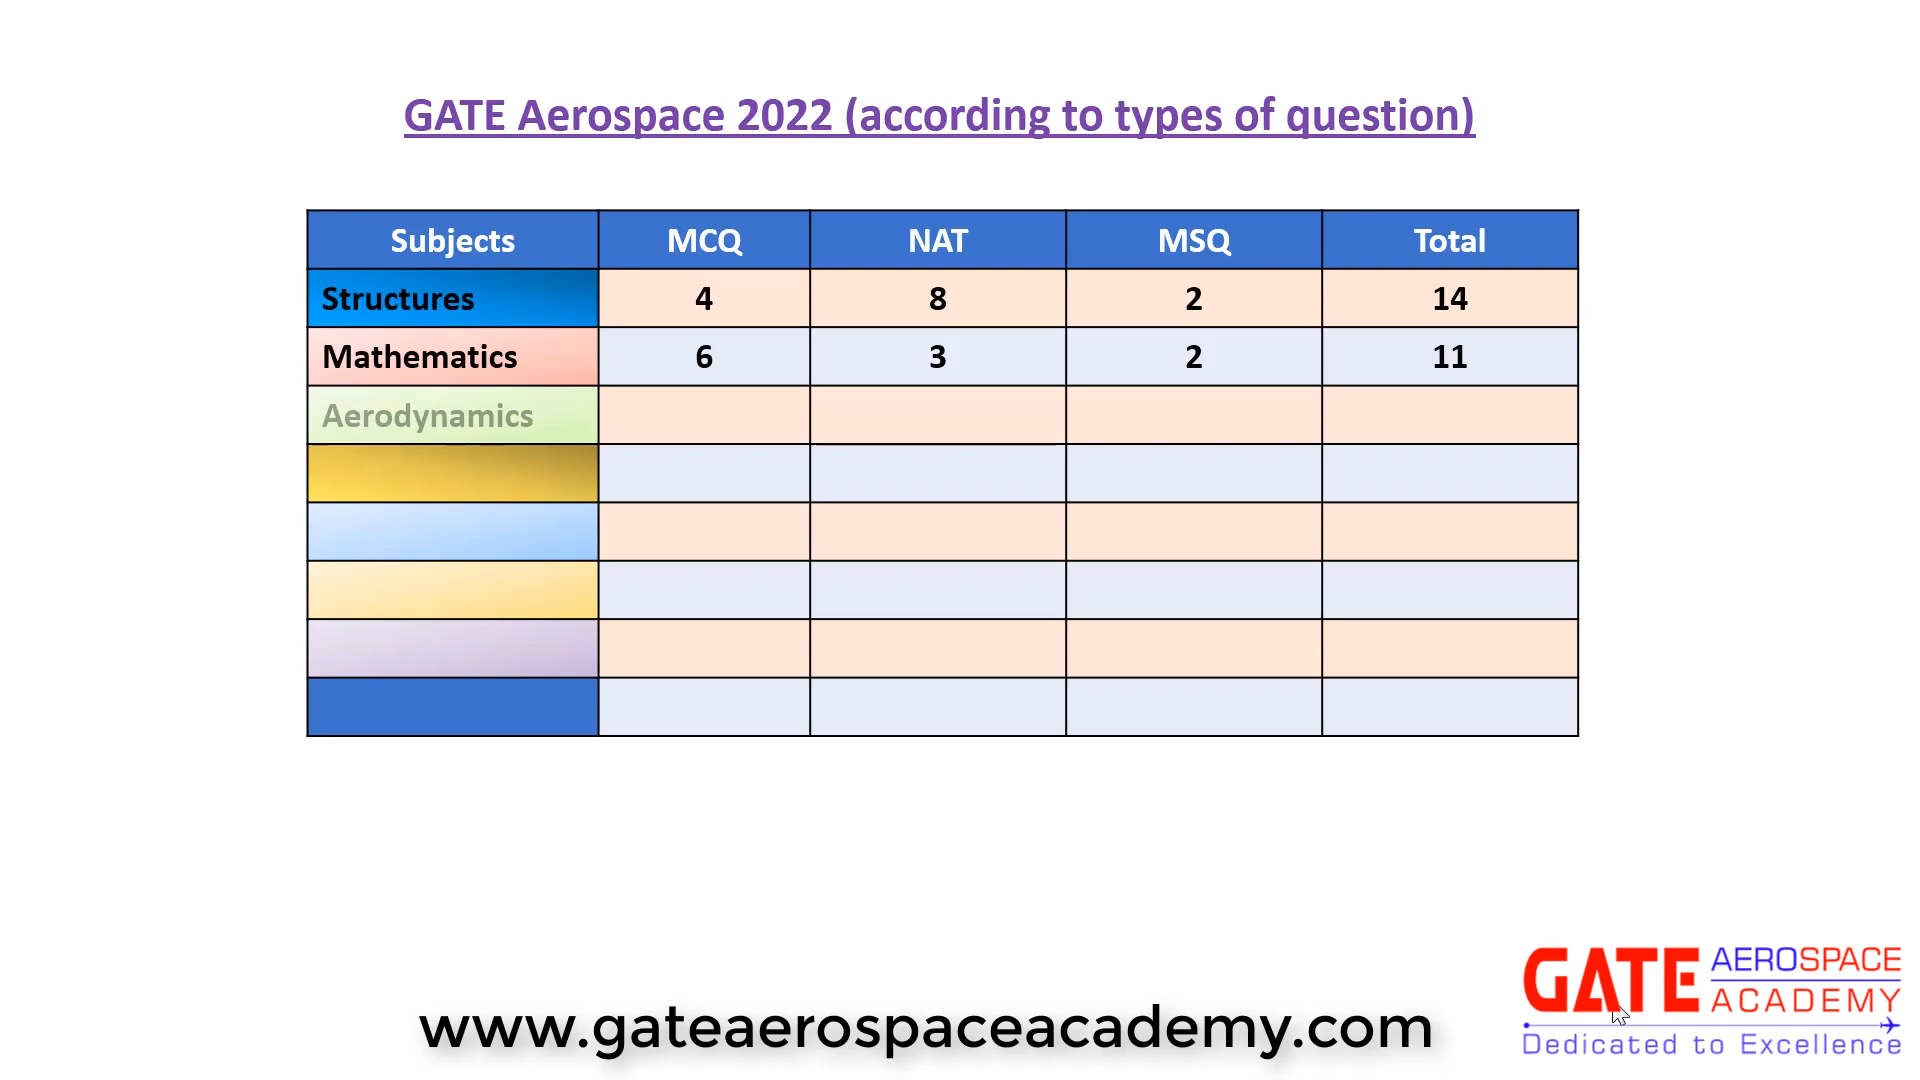 GATE Aerospace 2022 (according to types of question)
Subjects MCQ NAT MSQ Total
Structures 4 8 2 14
Mathematics 6 3 2 11
Aerodynamics
www.gateaerospaceacademy.com
GATE AEROSPACE ACADEMY
Dedicated to Excellence